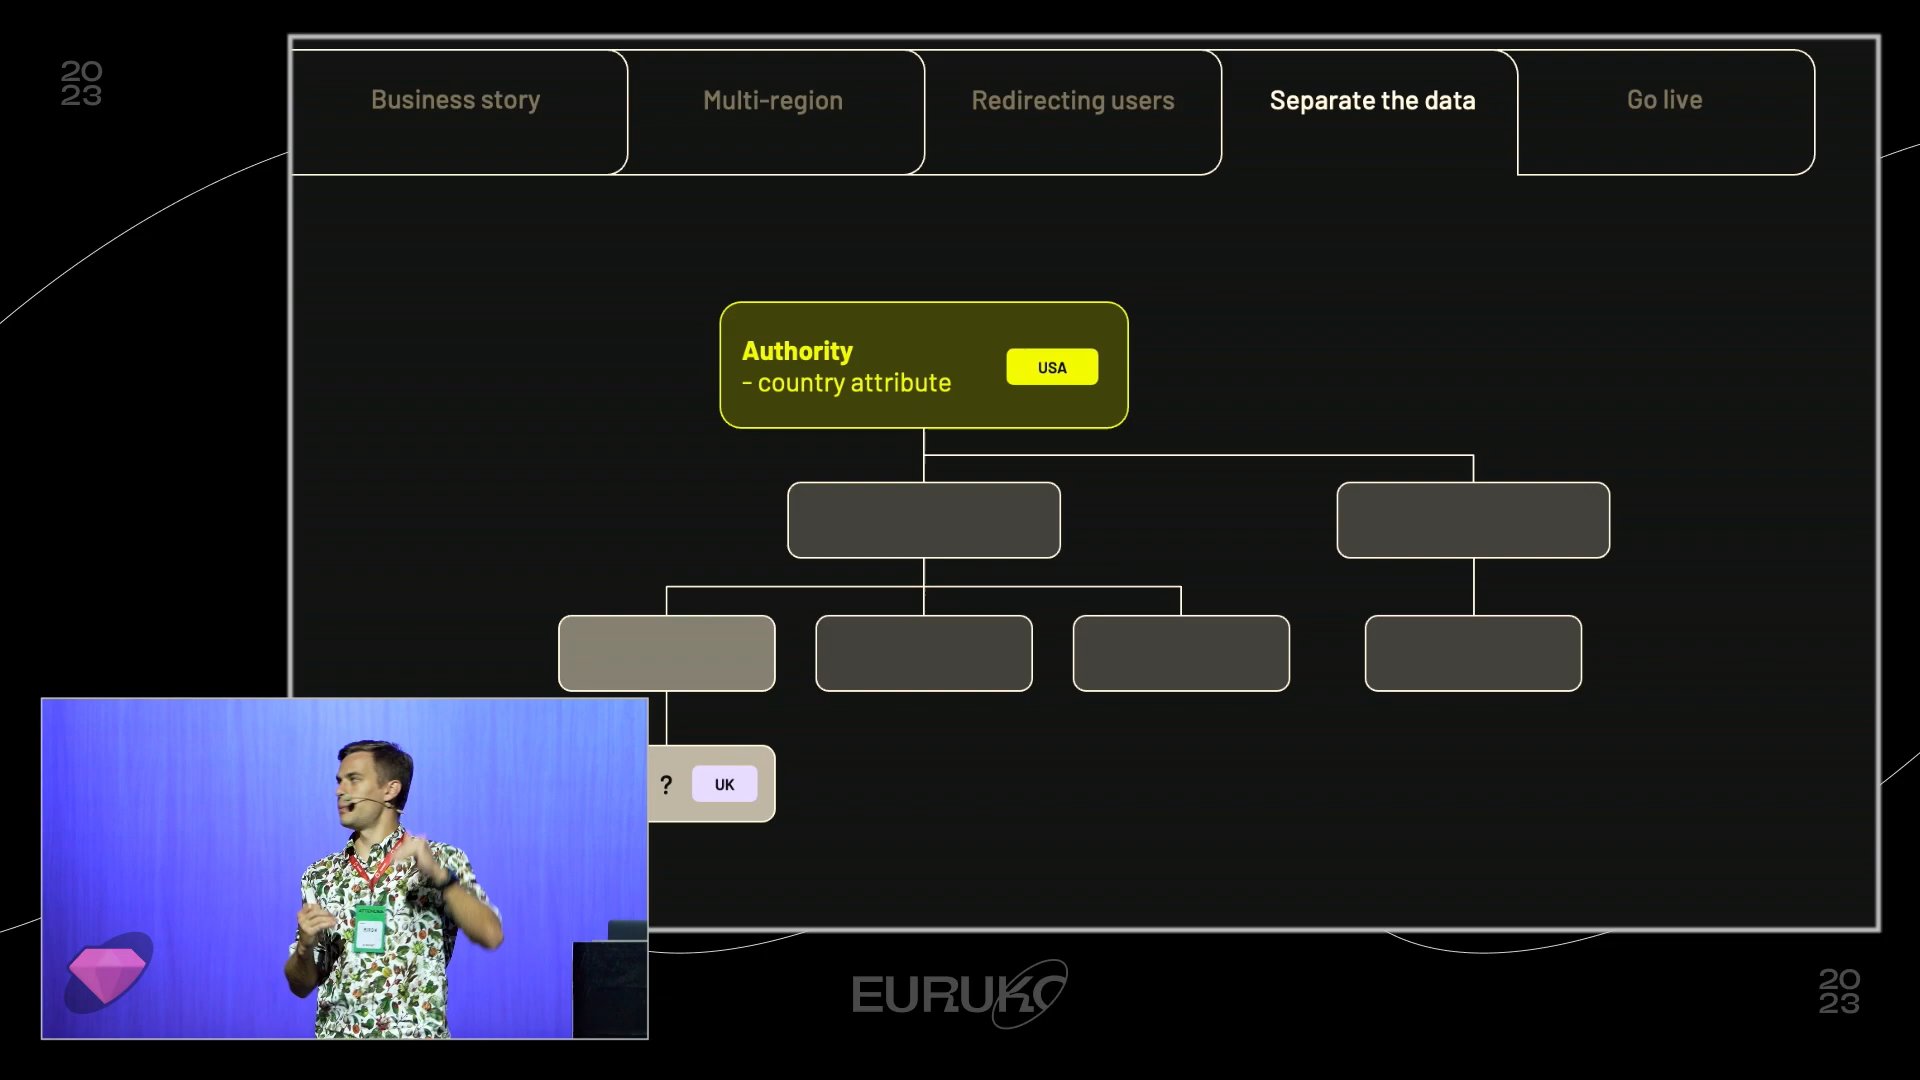 20
23
Business story
Multi-region
Redirecting users
Separate the data
Go live
Authority
- country attribute
USA
? UK
EURUKO
20
23